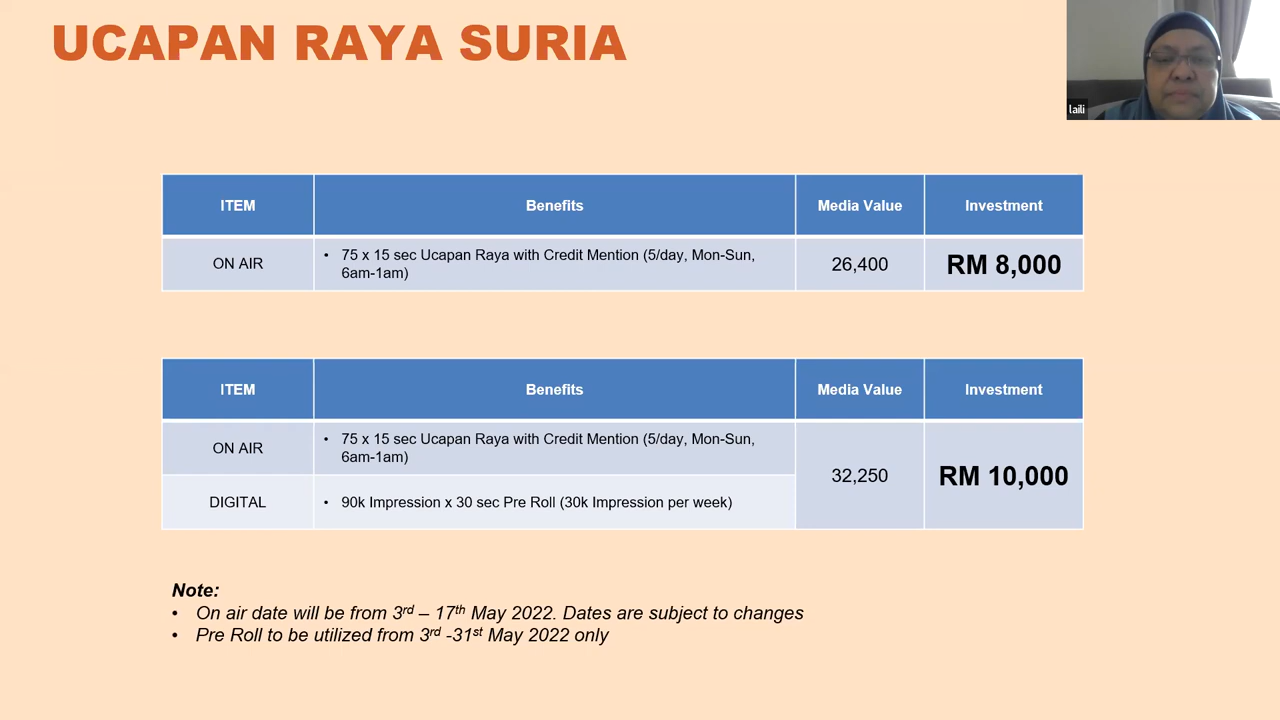 UCAPAN RAYA SURIA
laili
ITEM Benefits Media Value Investment
ON AIR • 75 x 15 sec Ucapan Raya with Credit Mention (5/day, Mon-Sun, 6am-1am) 26,400 RM 8,000
ITEM Benefits Media Value Investment
ON AIR • 75 x 15 sec Ucapan Raya with Credit Mention (5/day, Mon-Sun, 6am-1am) 32,250 RM 10,000
DIGITAL • 90k Impression x 30 sec Pre Roll (30k Impression per week)
Note:
• On air date will be from 3rd – 17th May 2022. Dates are subject to changes
• Pre Roll to be utilized from 3rd -31st May 2022 only